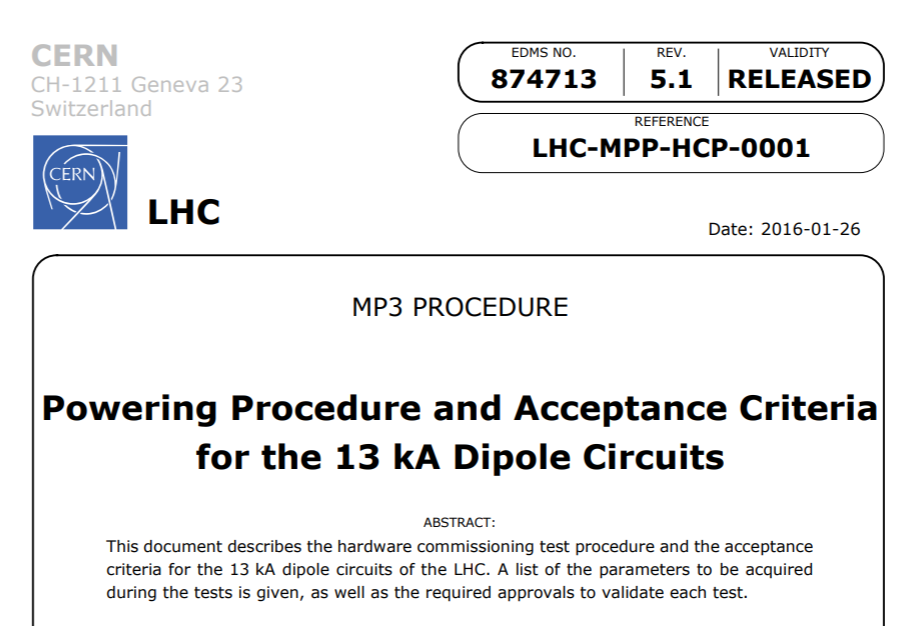 CERN
CH-1211 Geneva 23
Switzerland
EDMS NO. REV. VALIDITY
874713 5.1 RELEASED
REFERENCE
LHC-MPP-HCP-0001
CERN
LHC
Date: 2016-01-26
MP3 PROCEDURE
Powering Procedure and Acceptance Criteria
for the 13 kA Dipole Circuits
ABSTRACT:
This document describes the hardware commissioning test procedure and the acceptance
criteria for the 13 kA dipole circuits of the LHC. A list of the parameters to be acquired
during the tests is given, as well as the required approvals to validate each test.